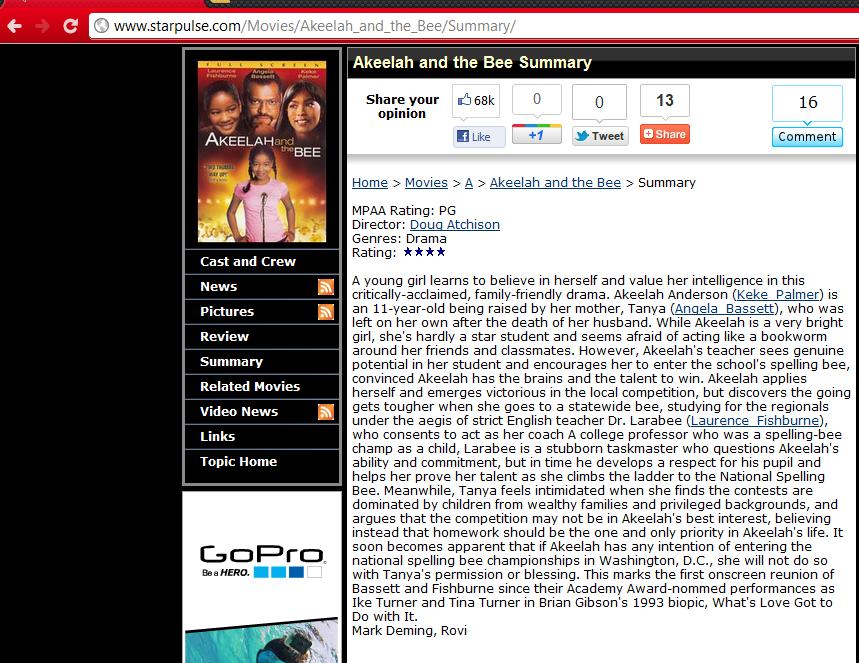 www.starpulse.com/Movies/Akeelah_and_the_Bee/Summary/
FULL SCREEN
Laurence Fishburne
Angela Bassett
Keke Palmer
AKEELAH and the BEE
Cast and Crew
News
Pictures
Review
Summary
Related Movies
Video News
Links
Topic Home
GoPro
Be a HERO.
Akeelah and the Bee Summary
Share your
opinion
68k
Like
0
+1
0
Tweet
13
Share
16
Comment
Home > Movies > A > Akeelah and the Bee > Summary
MPAA Rating: PG
Director: Doug Atchison
Genres: Drama
Rating: ★★★★
A young girl learns to believe in herself and value her intelligence in this
critically-acclaimed, family-friendly drama. Akeelah Anderson (Keke Palmer) is
an 11-year-old being raised by her mother, Tanya (Angela Bassett), who was
left on her own after the death of her husband. While Akeelah is a very bright
girl, she's hardly a star student and seems afraid of acting like a bookworm
around her friends and classmates. However, Akeelah's teacher sees genuine
potential in her student and encourages her to enter the school's spelling bee,
convinced Akeelah has the brains and the talent to win. Akeelah applies
herself and emerges victorious in the local competition, but discovers the going
gets tougher when she goes to a statewide bee, studying for the regionals
under the aegis of strict English teacher Dr. Larabee (Laurence Fishburne),
who consents to act as her coach A college professor who was a spelling-bee
champ as a child, Larabee is a stubborn taskmaster who questions Akeelah's
ability and commitment, but in time he develops a respect for his pupil and
helps her prove her talent as she climbs the ladder to the National Spelling
Bee. Meanwhile, Tanya feels intimidated when she finds the contests are
dominated by children from wealthy families and privileged backgrounds, and
argues that the competition may not be in Akeelah's best interest, believing
instead that homework should be the one and only priority in Akeelah's life. It
soon becomes apparent that if Akeelah has any intention of entering the
national spelling bee championships in Washington, D.C., she will not do so
with Tanya's permission or blessing. This marks the first onscreen reunion of
Bassett and Fishburne since their Academy Award-nommed performances as
Ike Turner and Tina Turner in Brian Gibson's 1993 biopic, What's Love Got to
Do with It.
Mark Deming, Rovi